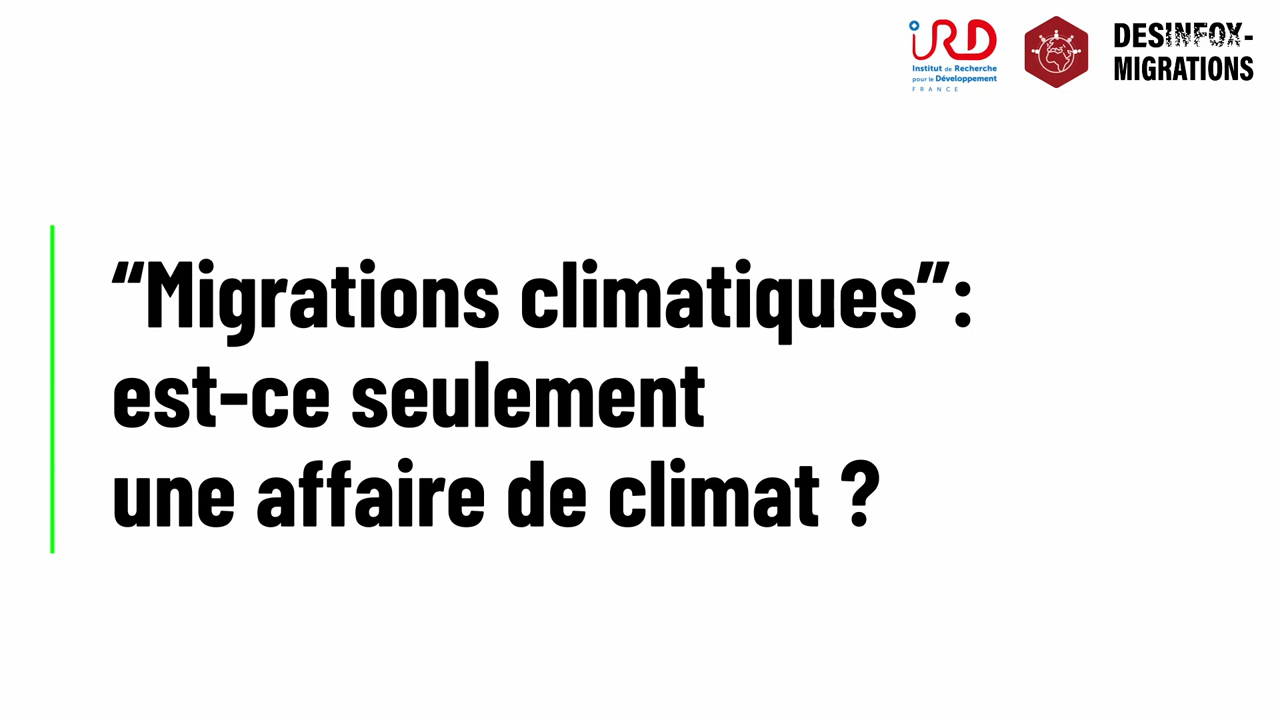 IRD
Institut de Recherche
pour le Développement
FRANCE
DESINFOX-
MIGRATIONS
“Migrations climatiques”:
est-ce seulement
une affaire de climat ?